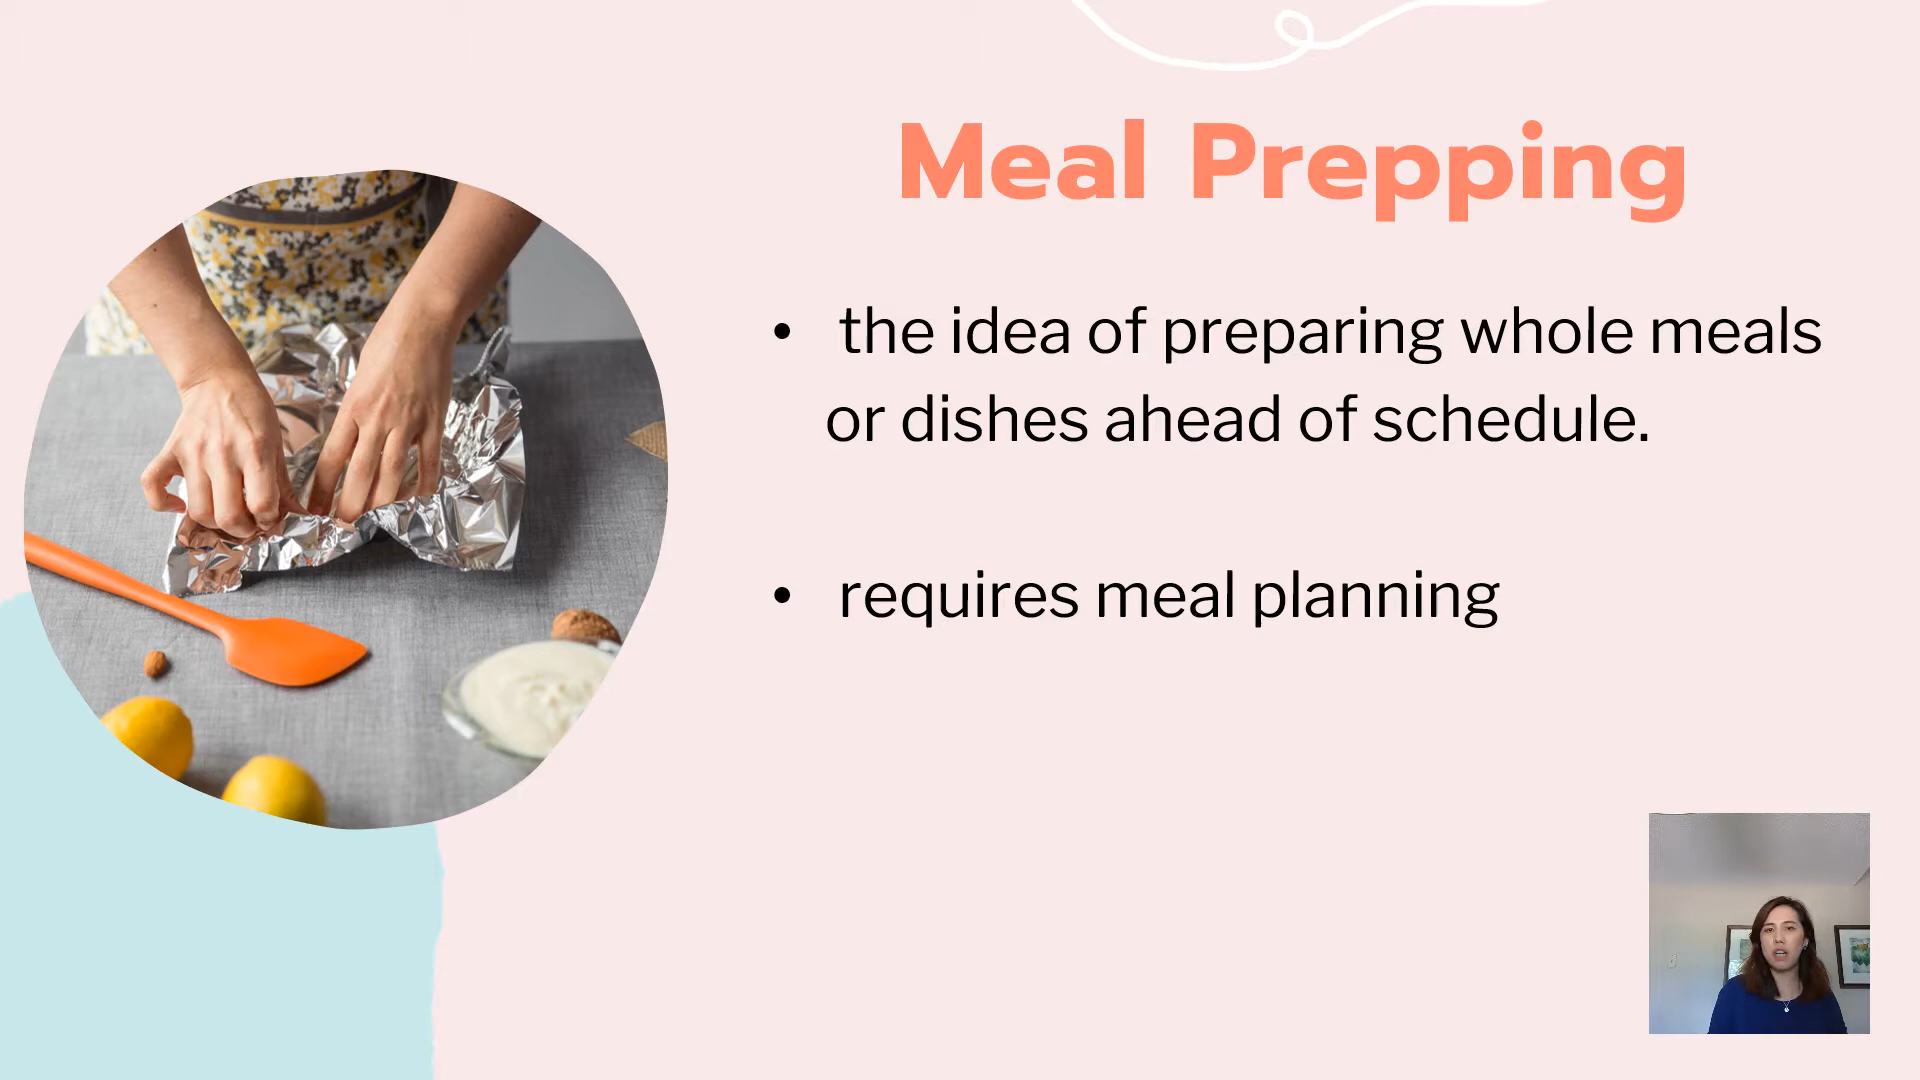 Meal Prepping
• the idea of preparing whole meals
or dishes ahead of schedule.
• requires meal planning